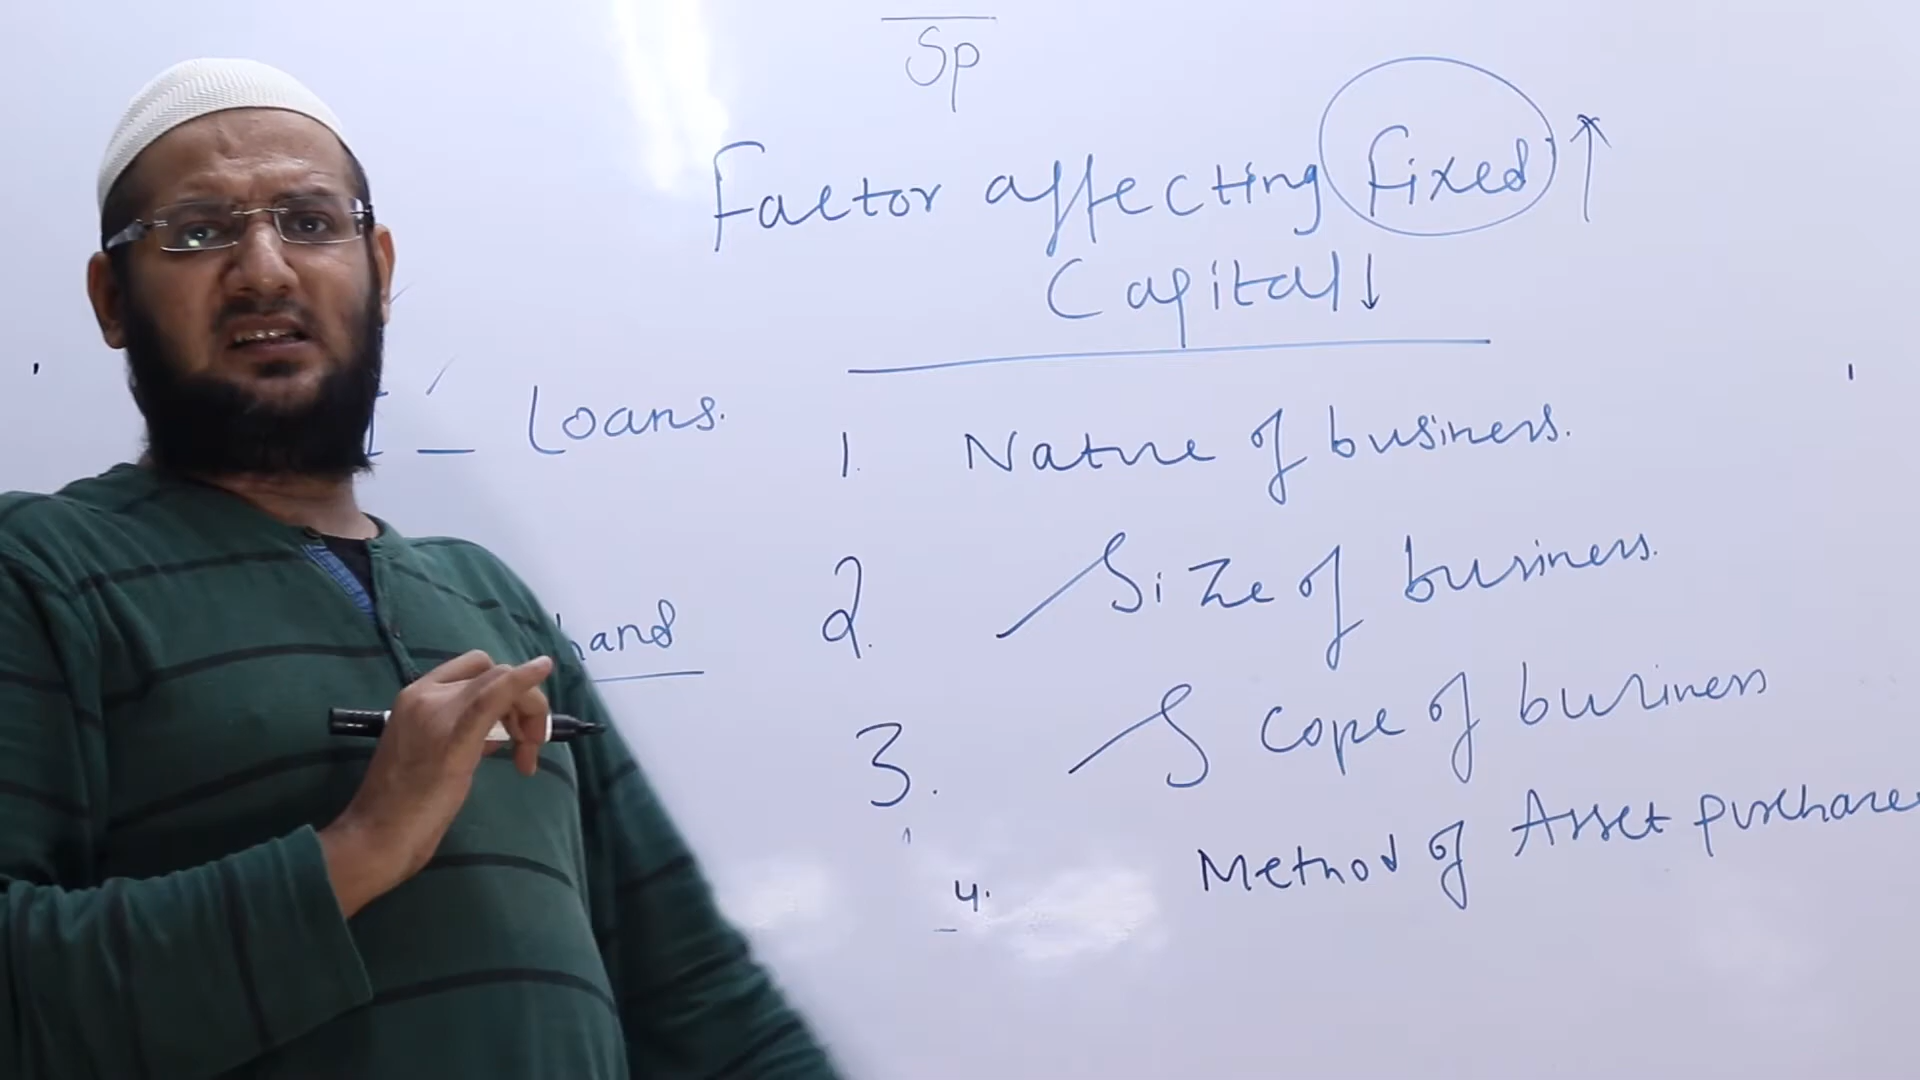 Sp
Factor affecting fixed ↑
Capital ↓
Loans.
1. Nature of business.
2. Size of business.
hand
3. Scope of business
4. Method of Asset purchase